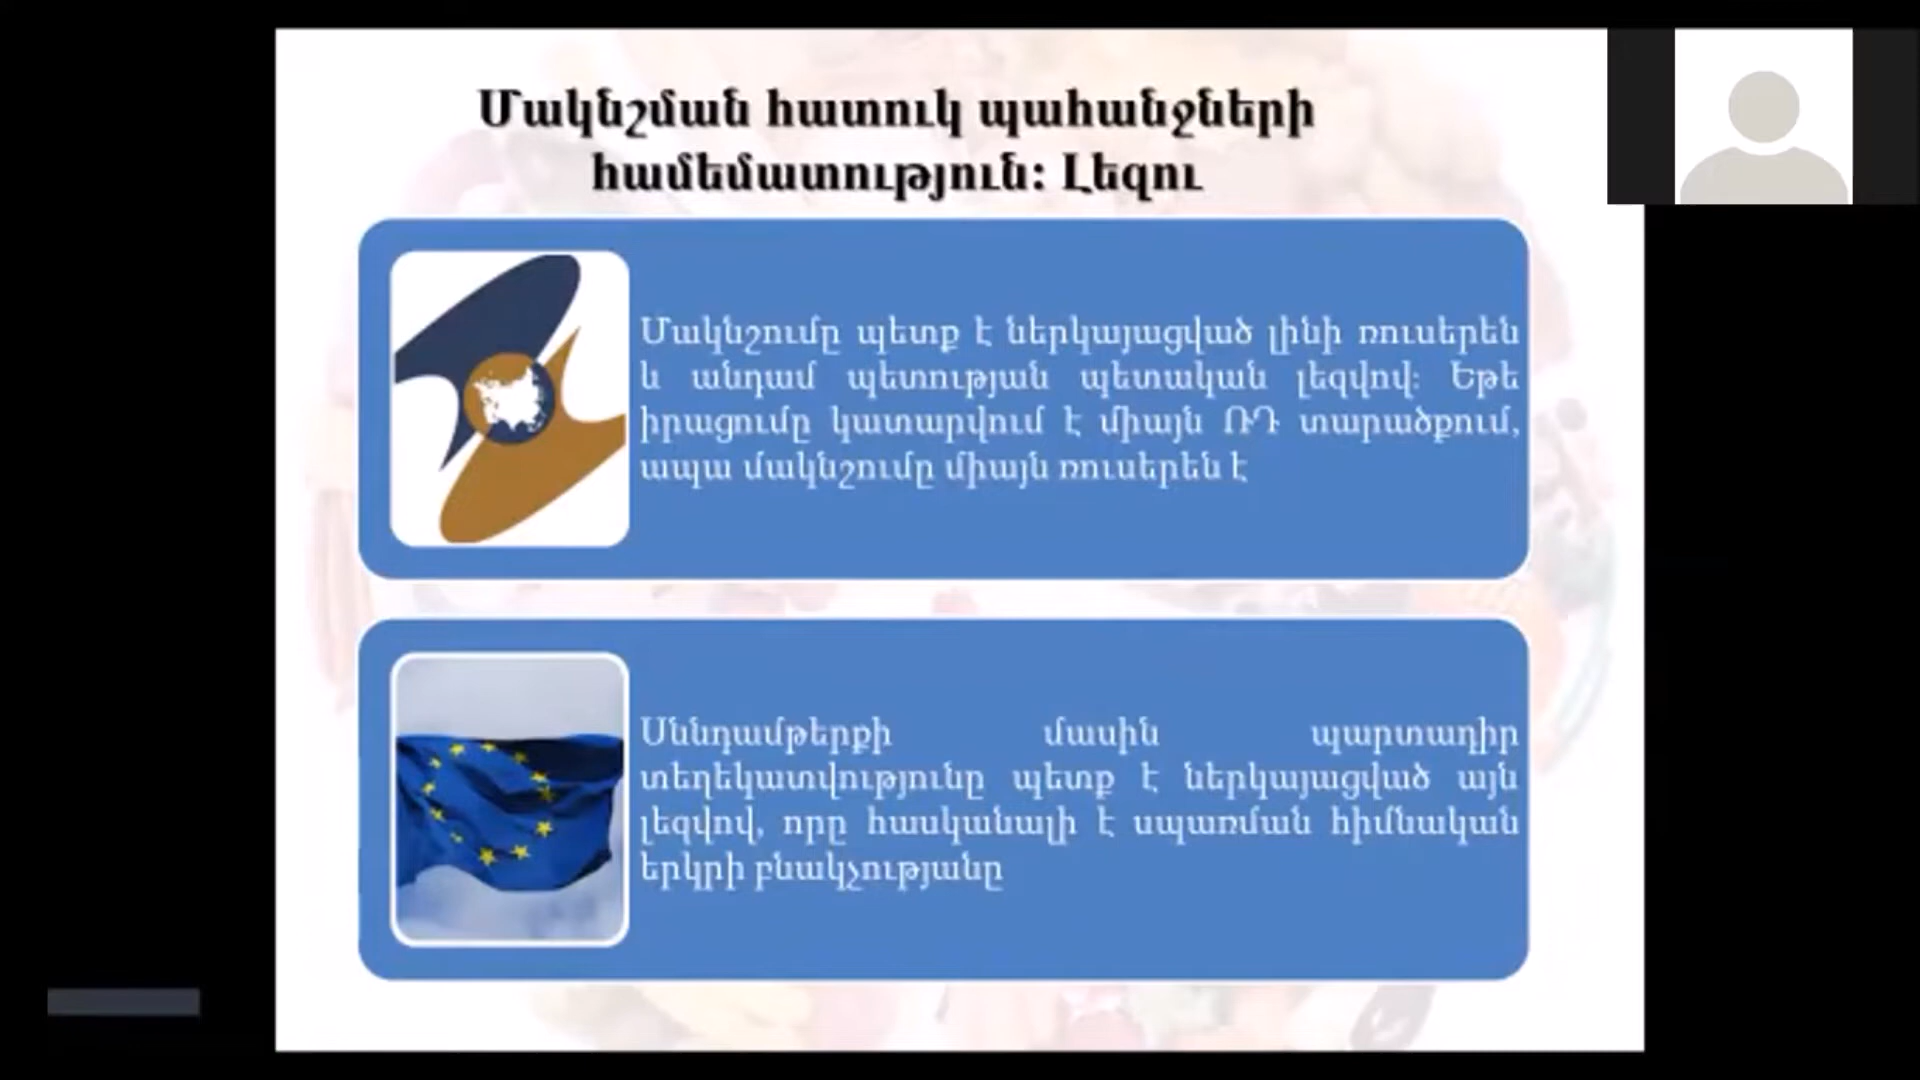 Մակնշման հատուկ պահանջների
համեմատություն: Լեզու
Մակնշումը պետք է ներկայացված լինի ռուսերեն
և անդամ պետության պետական լեզվով: Եթե
իրացումը կատարվում է միայն ՌԴ տարածքում,
ապա մակնշումը միայն ռուսերեն է
Սննդամթերքի մասին պարտադիր
տեղեկատվությունը պետք է ներկայացված այն
լեզվով, որը հասկանալի է սպառման հիմնական
երկրի բնակչությանը